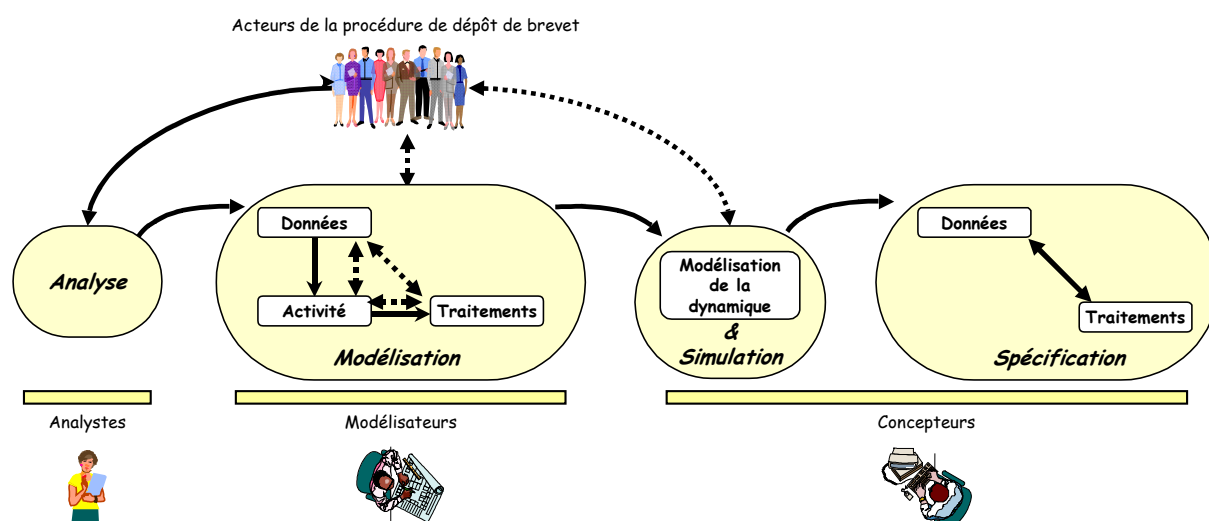 Acteurs de la procédure de dépôt de brevet
Analyse
Données
Activité
Traitements
Modélisation
Modélisation
de la
dynamique
&
Simulation
Données
Traitements
Spécification
Analystes
Modélisateurs
Concepteurs